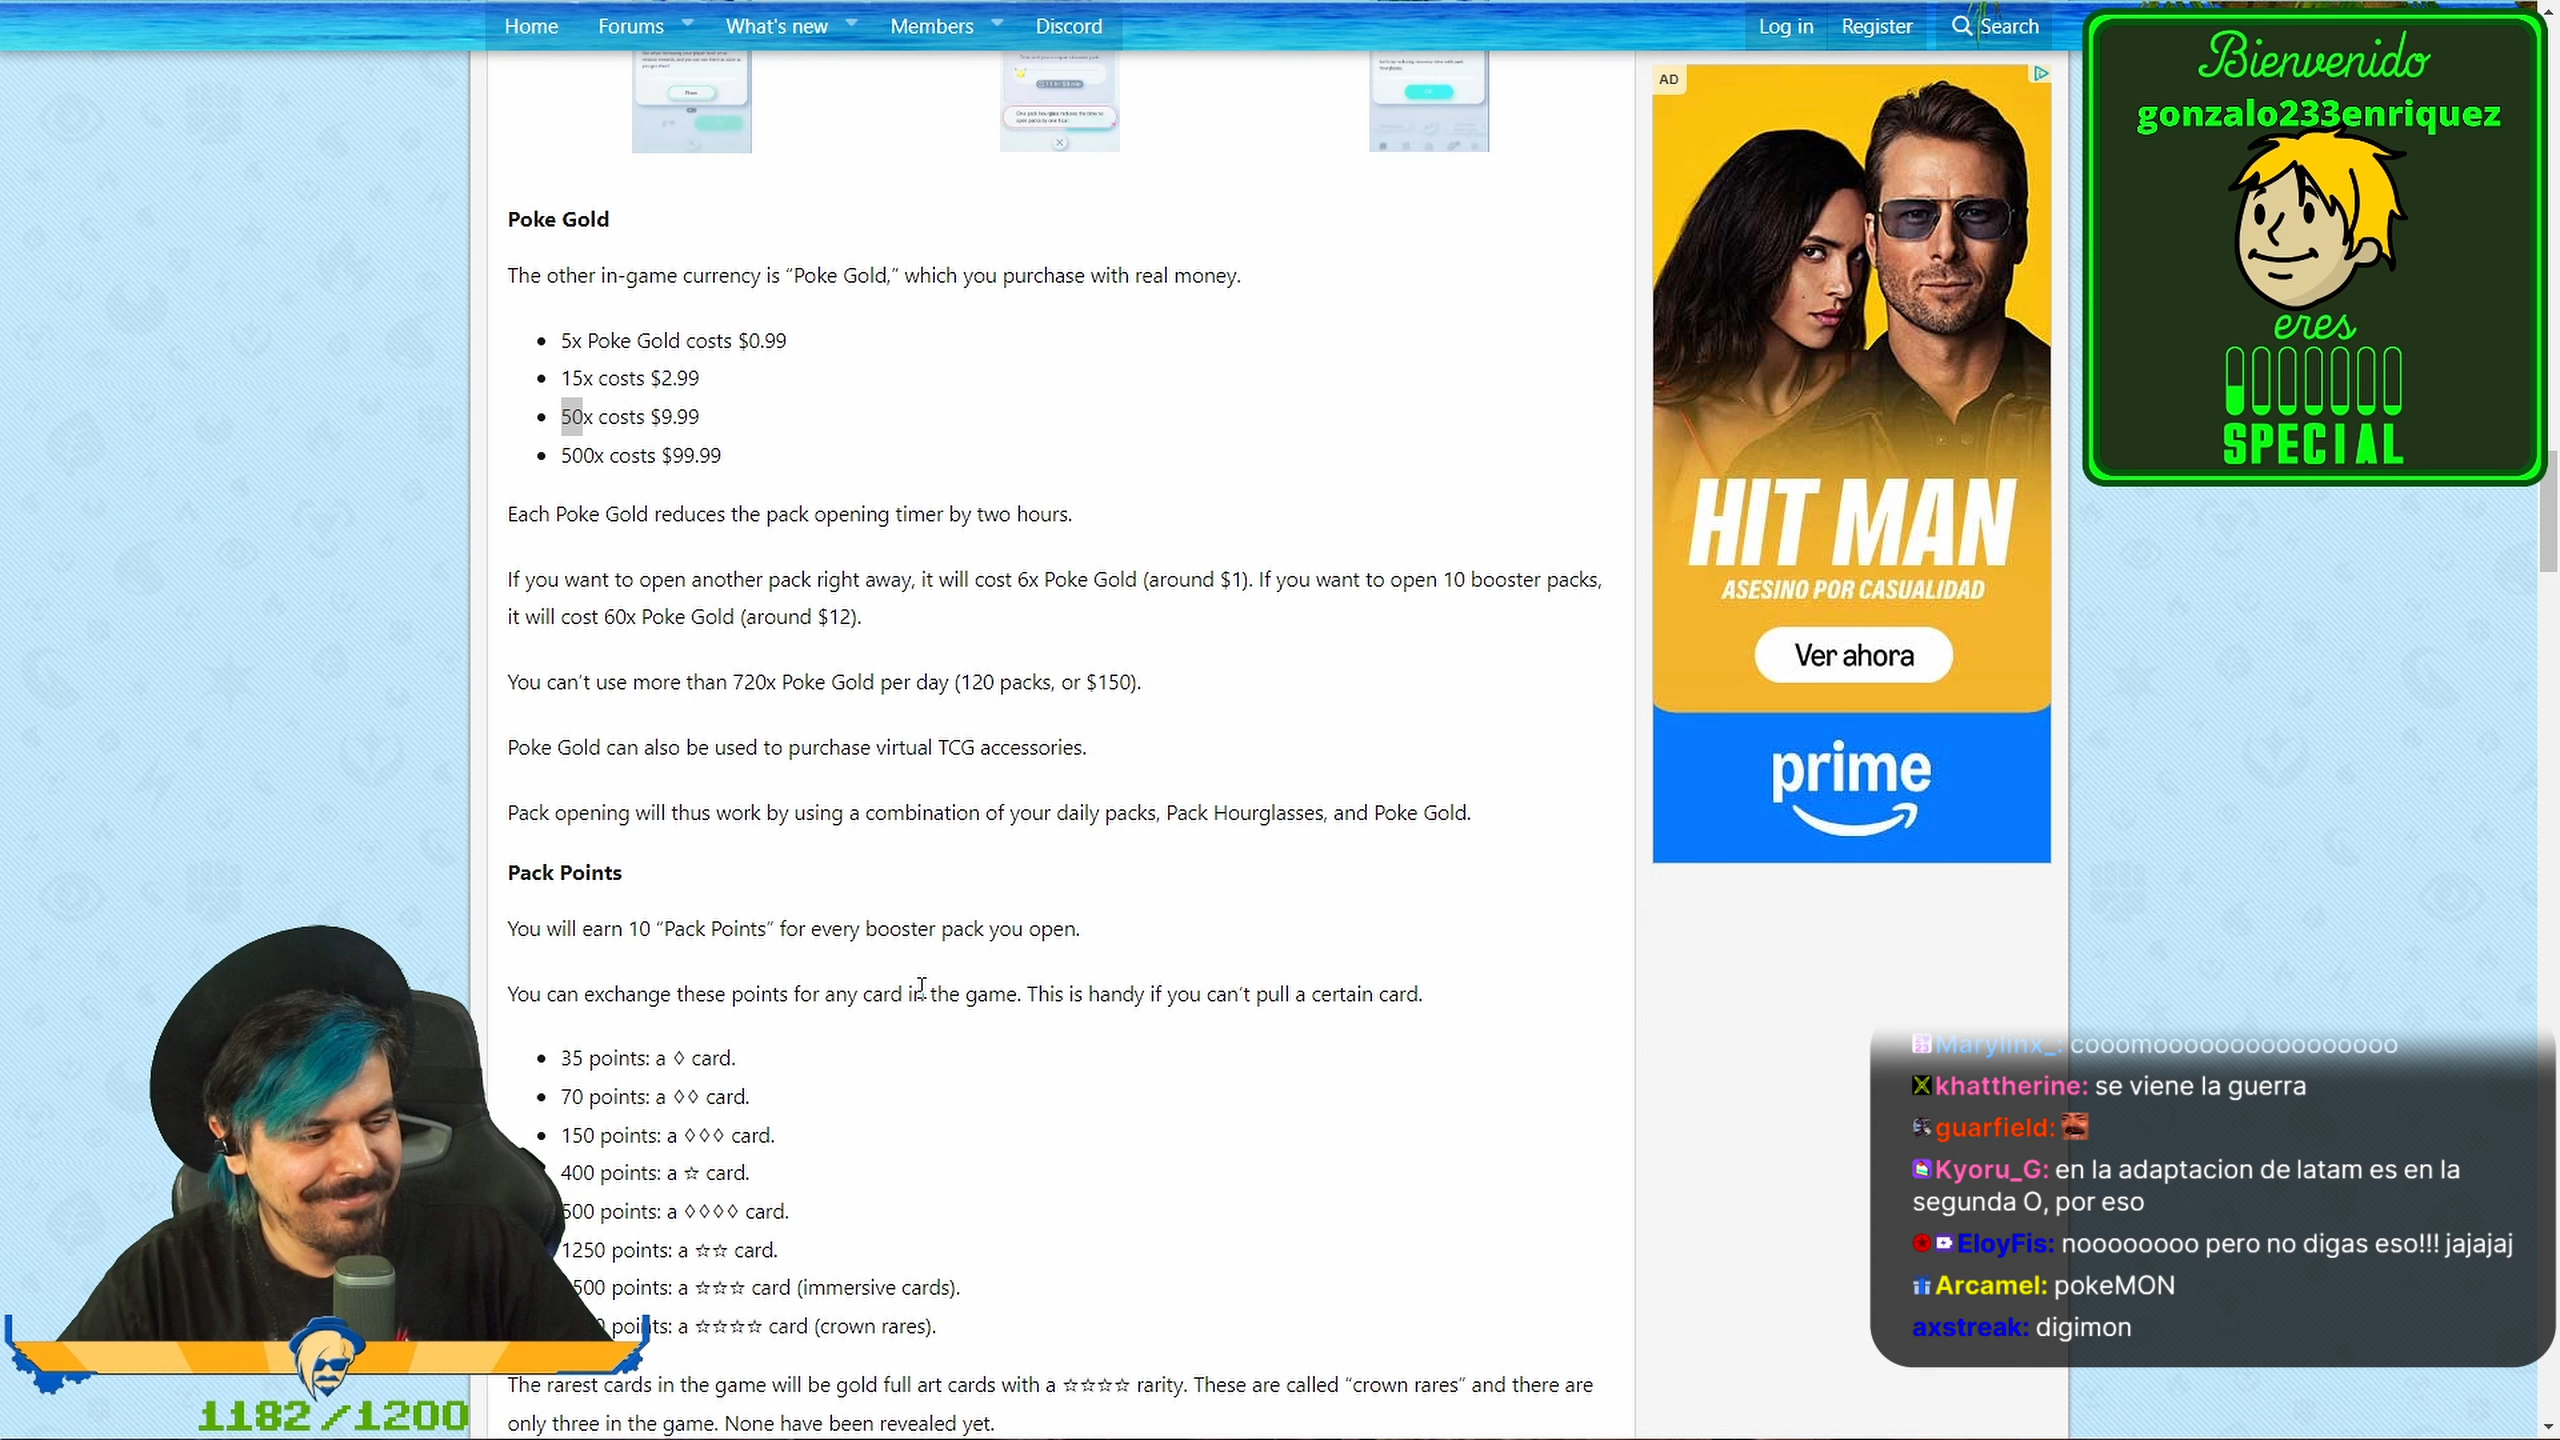 Home Forums What's new Members Discord Log in Register Search
Poke Gold
The other in-game currency is “Poke Gold,” which you purchase with real money.
• 5x Poke Gold costs $0.99
• 15x costs $2.99
• 50x costs $9.99
• 500x costs $99.99
Each Poke Gold reduces the pack opening timer by two hours.
If you want to open another pack right away, it will cost 6x Poke Gold (around $1). If you want to open 10 booster packs,
it will cost 60x Poke Gold (around $12).
You can’t use more than 720x Poke Gold per day (120 packs, or $150).
Poke Gold can also be used to purchase virtual TCG accessories.
Pack opening will thus work by using a combination of your daily packs, Pack Hourglasses, and Poke Gold.
Pack Points
You will earn 10 “Pack Points” for every booster pack you open.
You can exchange these points for any card in the game. This is handy if you can’t pull a certain card.
• 35 points: a ◊ card.
• 70 points: a ◊◊ card.
• 150 points: a ◊◊◊ card.
400 points: a ☆ card.
500 points: a ◊◊◊◊ card.
1250 points: a ☆☆ card.
500 points: a ☆☆☆ card (immersive cards).
points: a ☆☆☆☆ card (crown rares).
The rarest cards in the game will be gold full art cards with a ☆☆☆☆ rarity. These are called “crown rares” and there are
only three in the game. None have been revealed yet.
AD
HIT MAN
ASESINO POR CASUALIDAD
Ver ahora
prime
Bienvenido
gonzalo233enriquez
eres
SPECIAL
Marylinx_: cooomooooooooooooooo
khattherine: se viene la guerra
guarfield:
Kyoru_G: en la adaptacion de latam es en la
segunda O, por eso
EloyFis: noooooooo pero no digas eso!!! jajajaj
Arcamel: pokeMON
axstreak: digimon
1182/1200